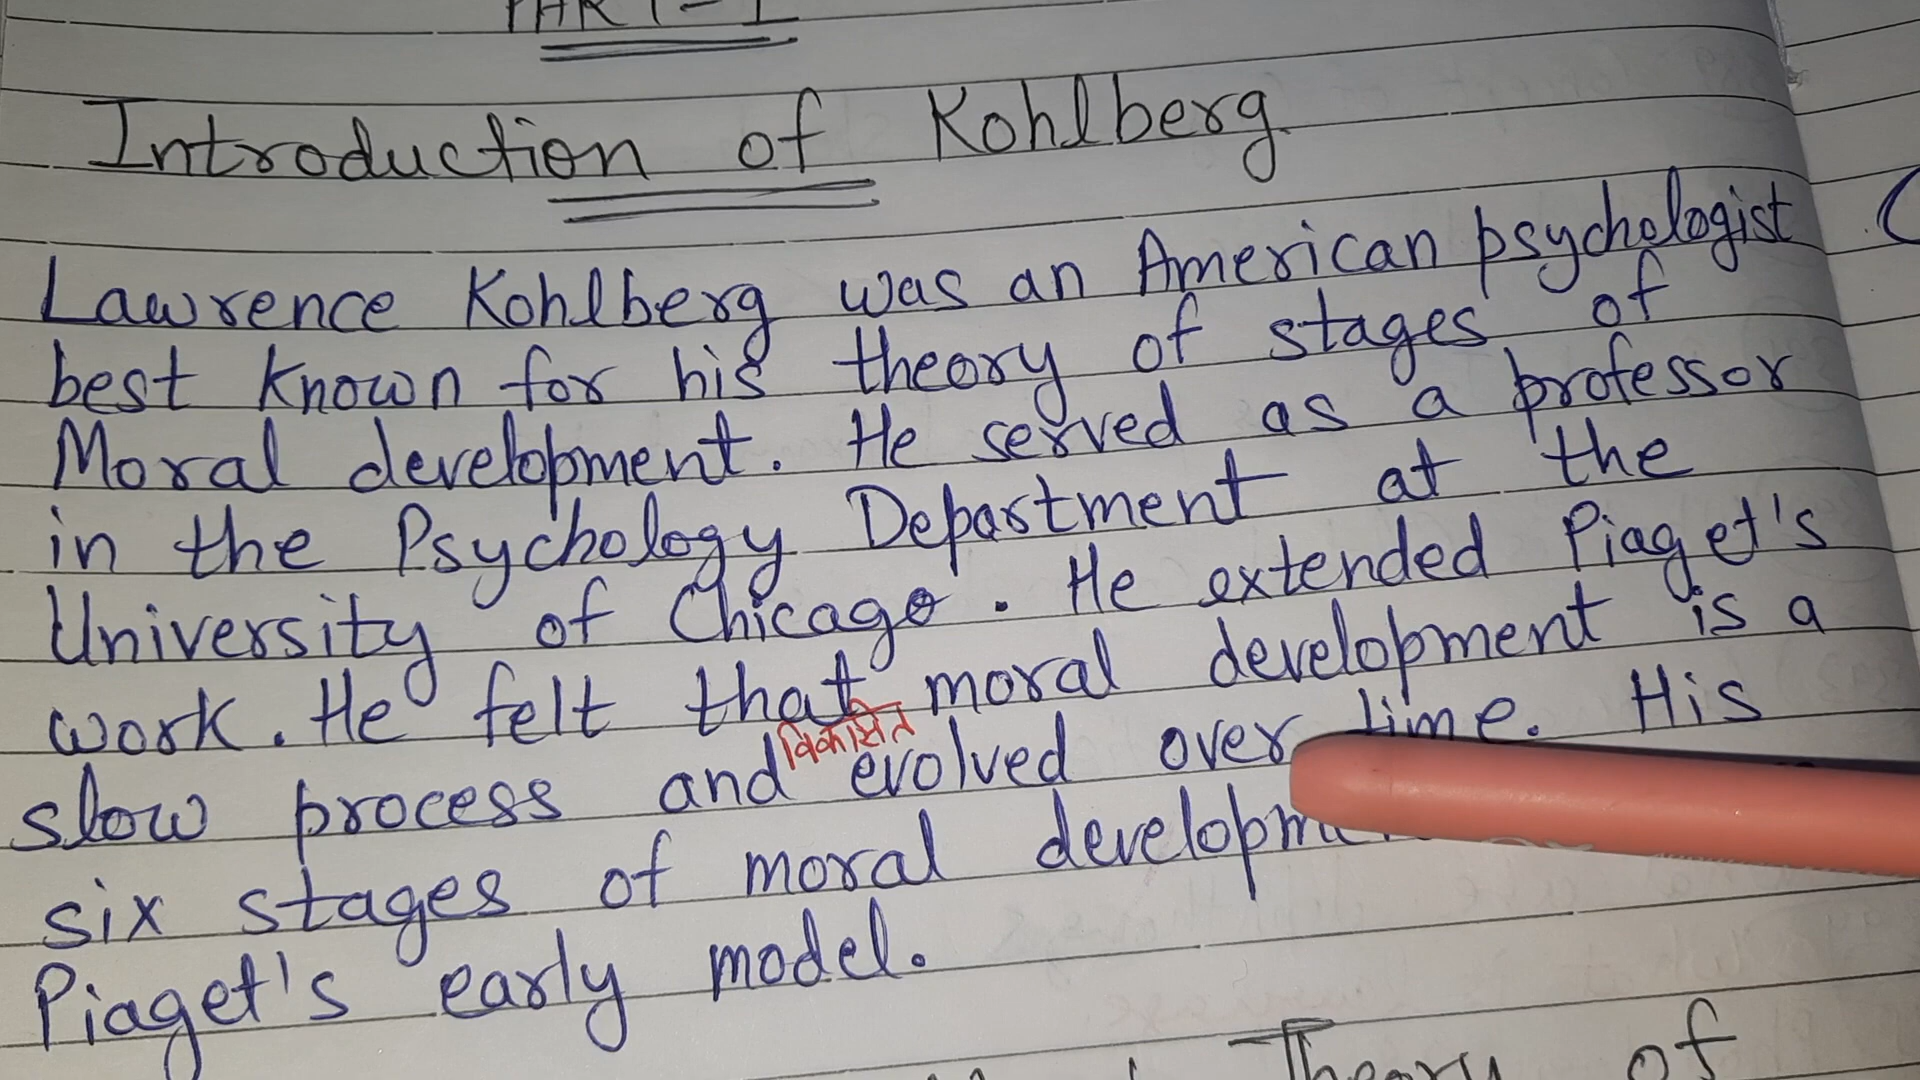 PART-I
Introduction of Kohlberg
Lawrence Kohlberg was an American psychologist
best known for his theory of stages of
Moral development. He served as a professor
in the Psychology Department at the
University of Chicago. He extended Piaget's
work. He felt that moral development is a
विकसित
slow process and evolved over time. His
six stages of moral
Piaget's early model.
Theory of